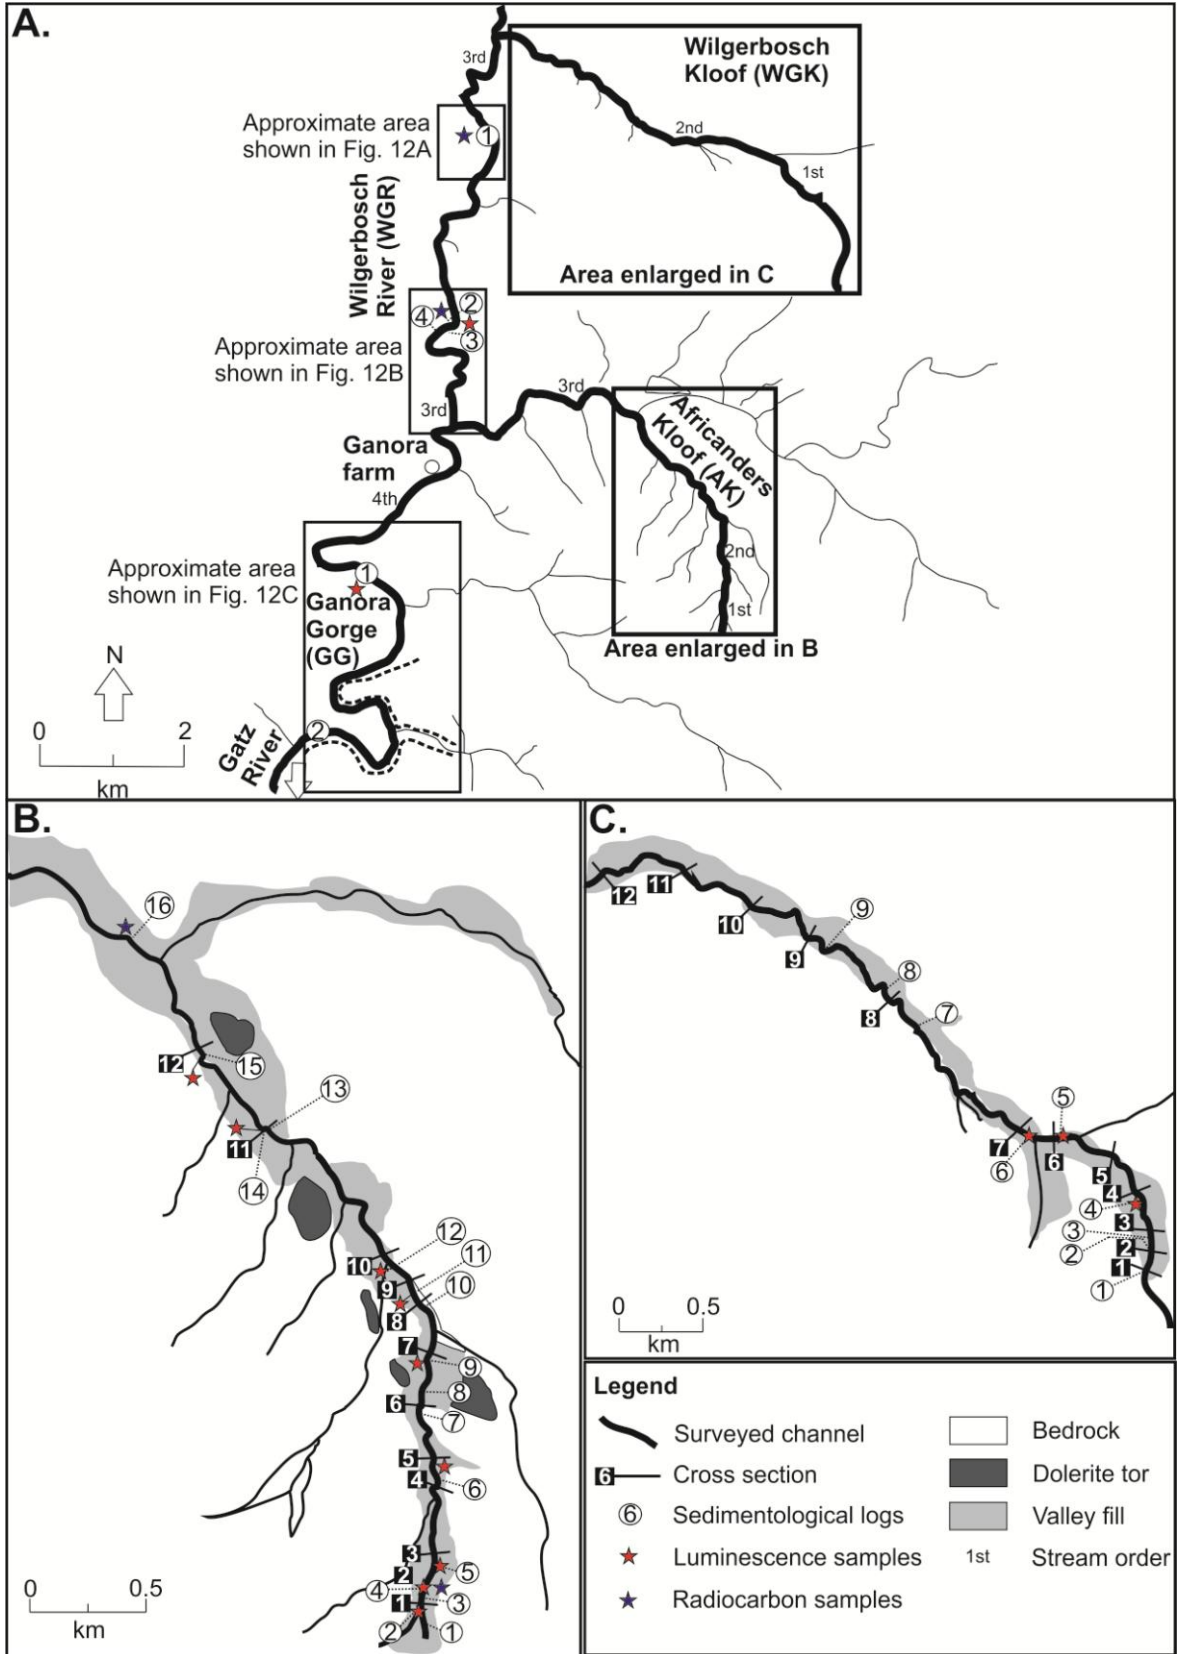 A.
3rd
Wilgerbosch
Kloof (WGK)
Approximate area
shown in Fig. 12A
1
2nd
1st
Wilgerbosch
River (WGR)
Area enlarged in C
2
4
3
Approximate area
shown in Fig. 12B
3rd
3rd
Africanders
Kloof (AK)
Ganora
farm
4th
2nd
1st
Approximate area
shown in Fig. 12C
1
Ganora
Gorge
(GG)
Area enlarged in B
N
0 2
km
2
Gatz
River
B.
16
12
15
13
11
14
12
10
11
9
10
8
7
9
8
6
7
5
4
6
3
2
5
4
3
1
2
1
0 0.5
km
C.
12
11
10
9
9
8
8
7
5
7
6
6
5
4
4
3
3
2
2
1
1
0 0.5
km
Legend
Surveyed channel
6 Cross section
6 Sedimentological logs
Luminescence samples
Radiocarbon samples
Bedrock
Dolerite tor
Valley fill
1st Stream order